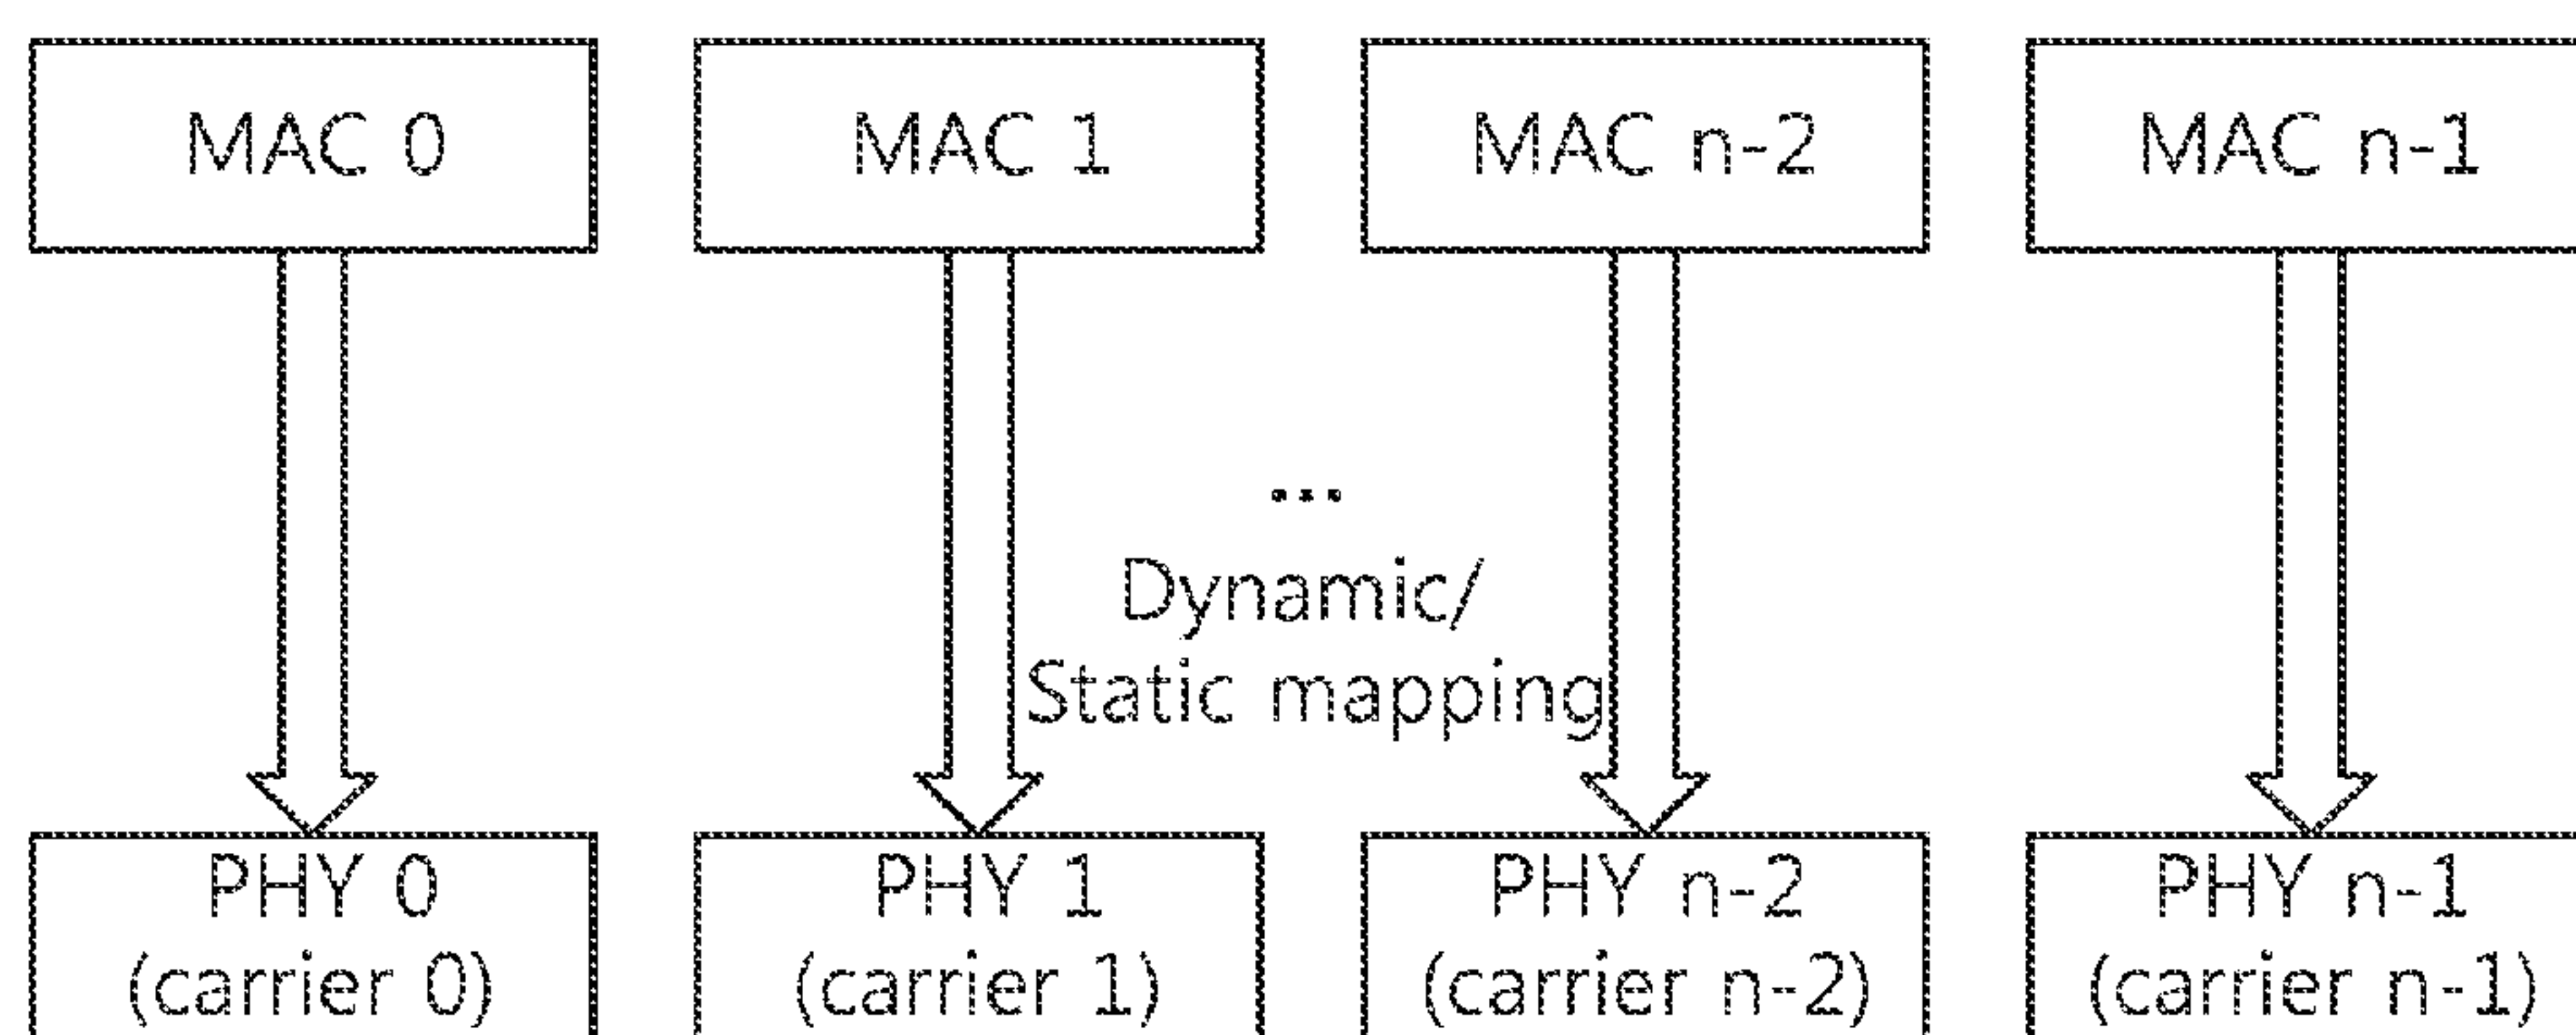 MAC 0
MAC 1
MAC n-2
MAC n-1
...
Dynamic/
Static mapping
PHY 0
(carrier 0)
PHY 1
(carrier 1)
PHY n-2
(carrier n-2)
PHY n-1
(carrier n-1)